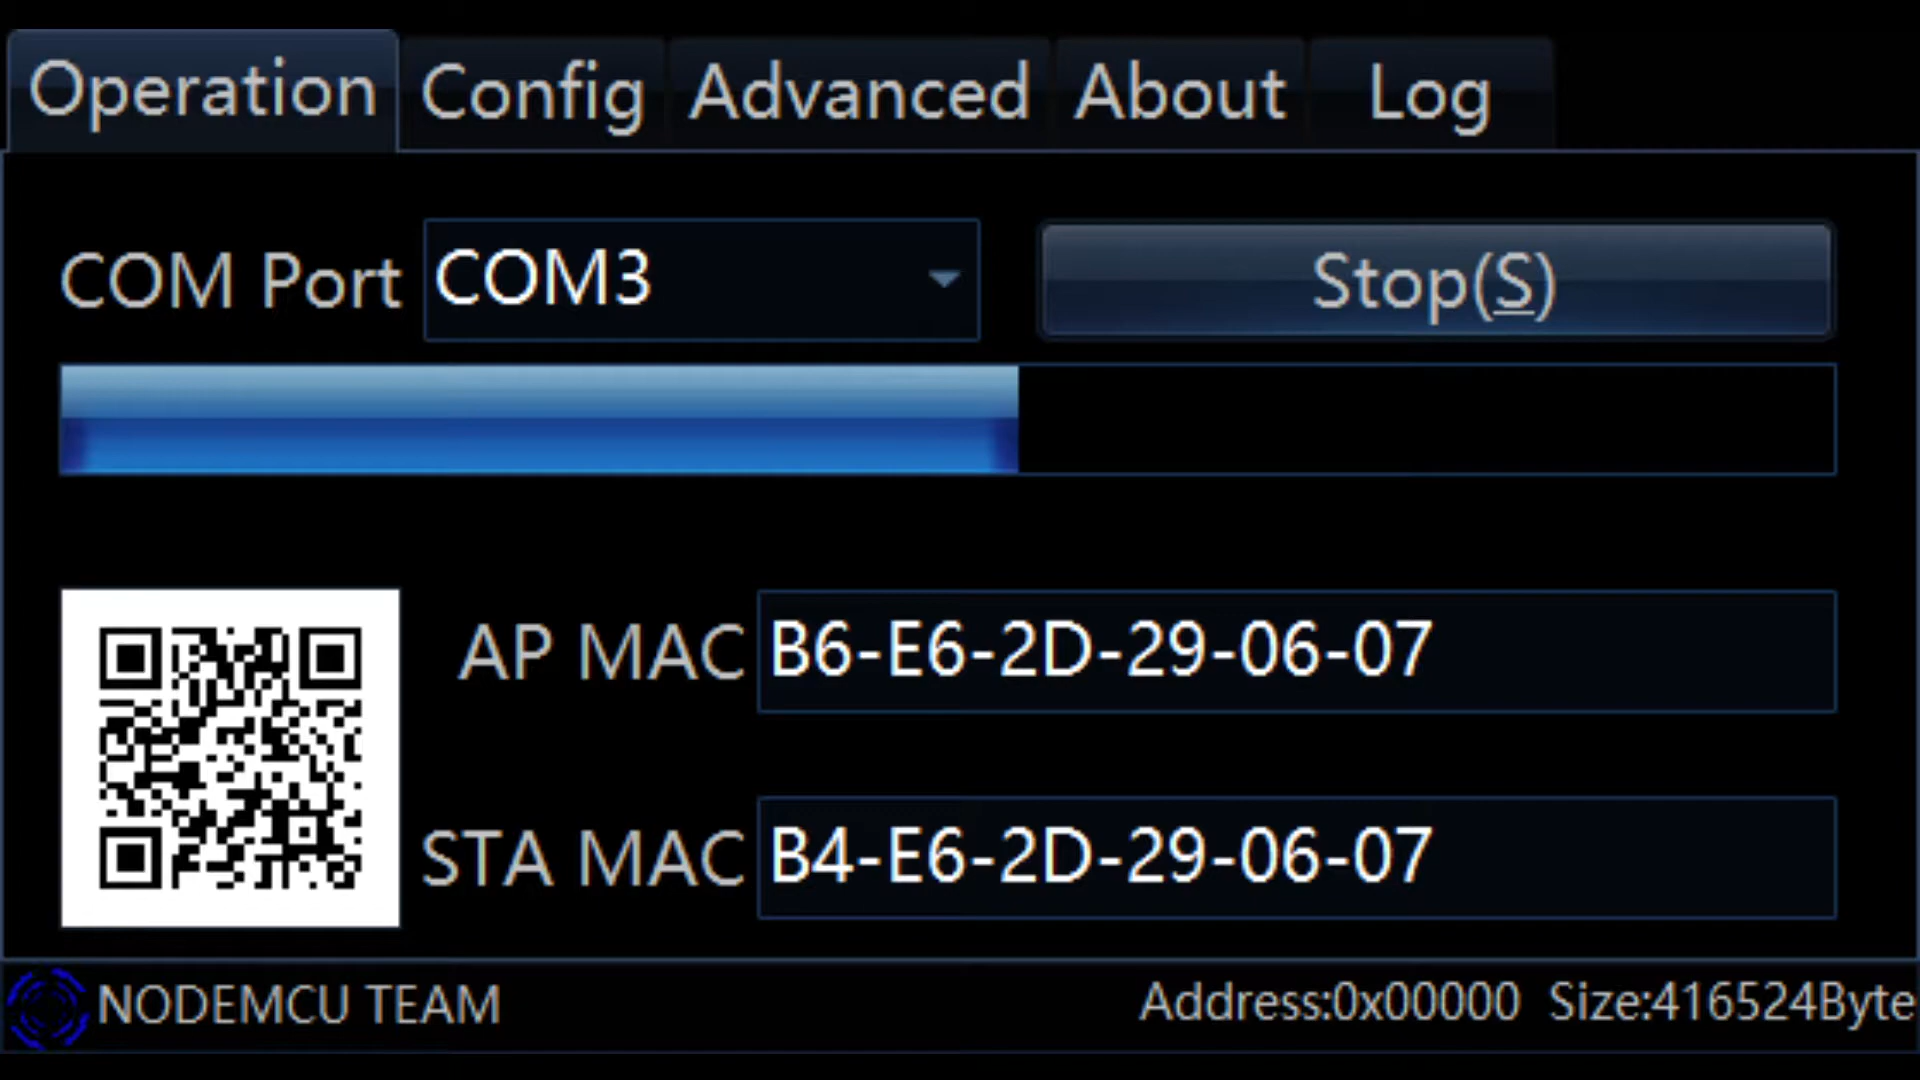 Operation Config Advanced About Log
COM Port COM3 Stop(S)
AP MAC B6-E6-2D-29-06-07
STA MAC B4-E6-2D-29-06-07
NODEMCU TEAM Address:0x00000 Size:416524Byte